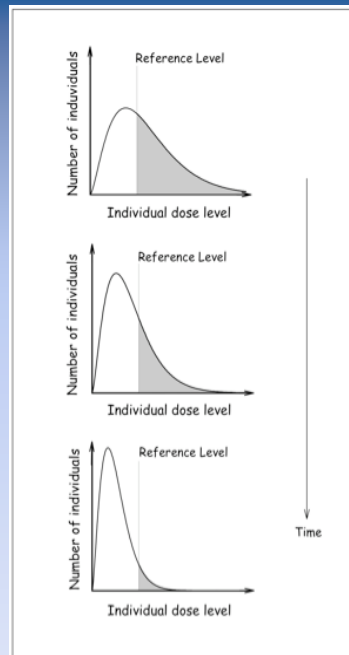 Reference Level
Number of induviduals
Individual dose level
Reference Level
Number of individuals
Individual dose level
Reference Level
Number of individuals
Individual dose level
Time